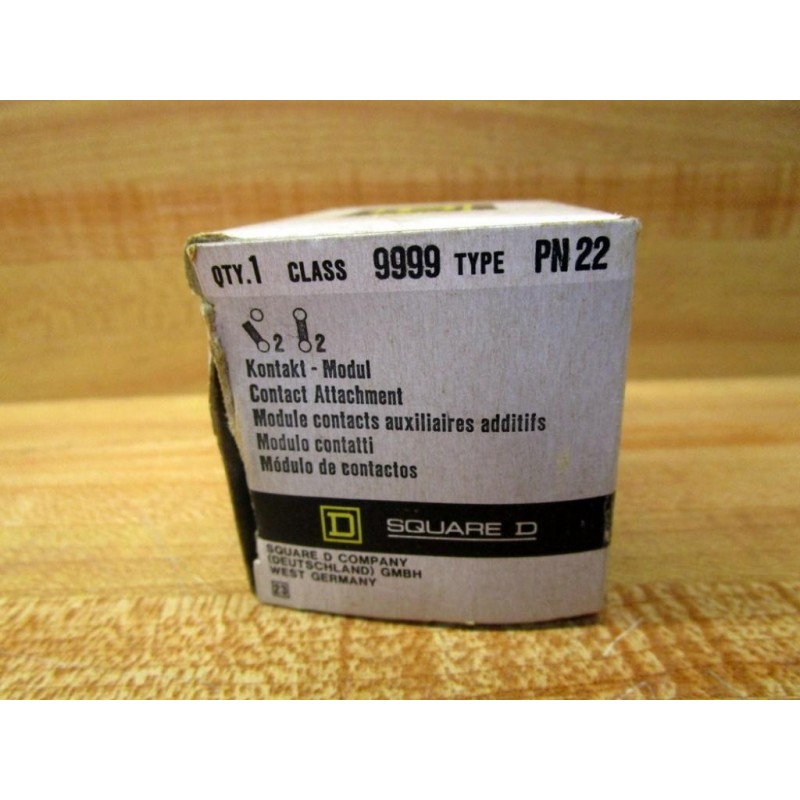 QTY.1 CLASS 9999 TYPE PN22
2 2
Kontakt - Modul
Contact Attachment
Module contacts auxiliaires additifs
Modulo contatti
Módulo de contactos
D SQUARE D
SQUARE D COMPANY
(DEUTSCHLAND) GMBH
WEST GERMANY
23